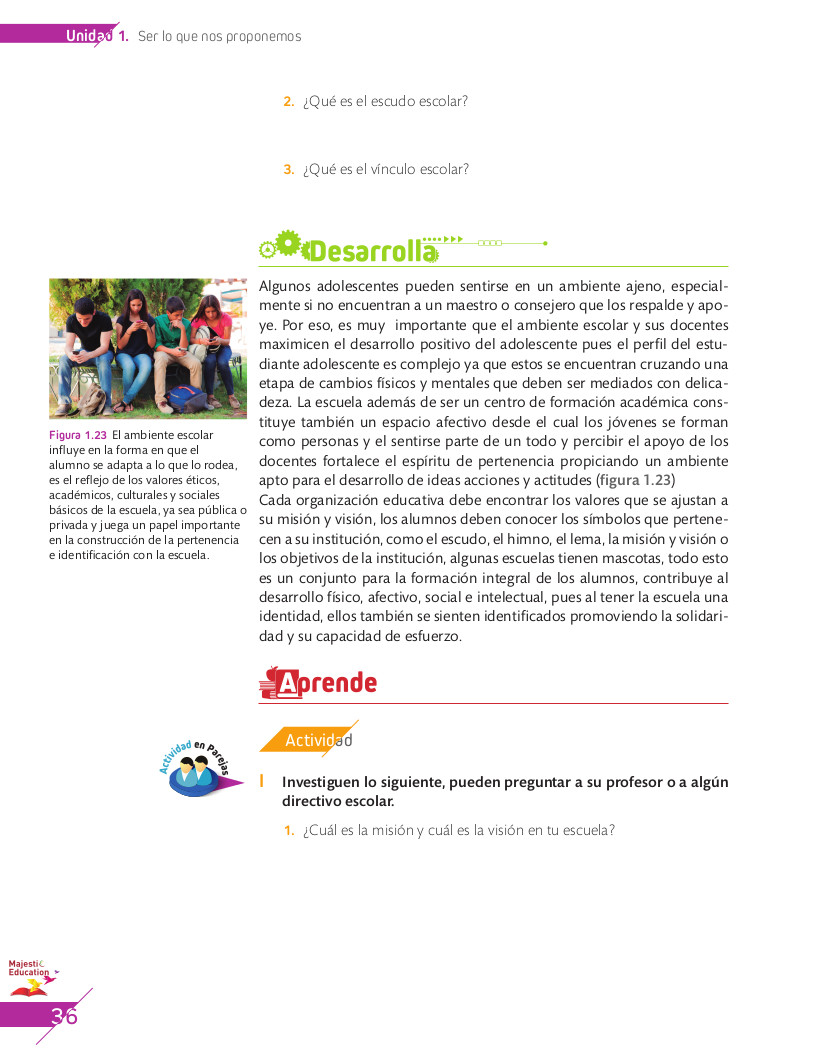 Unidad 1. Ser lo que nos proponemos
2. ¿Qué es el escudo escolar?
3. ¿Qué es el vínculo escolar?
Desarrolla
Algunos adolescentes pueden sentirse en un ambiente ajeno, especial-
mente si no encuentran a un maestro o consejero que los respalde y apo-
ye. Por eso, es muy importante que el ambiente escolar y sus docentes
maximicen el desarrollo positivo del adolescente pues el perfil del estu-
diante adolescente es complejo ya que estos se encuentran cruzando una
etapa de cambios físicos y mentales que deben ser mediados con delica-
deza. La escuela además de ser un centro de formación académica cons-
tituye también un espacio afectivo desde el cual los jóvenes se forman
como personas y el sentirse parte de un todo y percibir el apoyo de los
docentes fortalece el espíritu de pertenencia propiciando un ambiente
apto para el desarrollo de ideas acciones y actitudes (figura 1.23)
Cada organización educativa debe encontrar los valores que se ajustan a
su misión y visión, los alumnos deben conocer los símbolos que pertene-
cen a su institución, como el escudo, el himno, el lema, la misión y visión o
los objetivos de la institución, algunas escuelas tienen mascotas, todo esto
es un conjunto para la formación integral de los alumnos, contribuye al
desarrollo físico, afectivo, social e intelectual, pues al tener la escuela una
identidad, ellos también se sienten identificados promoviendo la solidari-
dad y su capacidad de esfuerzo.
Figura 1.23 El ambiente escolar
influye en la forma en que el
alumno se adapta a lo que lo rodea,
es el reflejo de los valores éticos,
académicos, culturales y sociales
básicos de la escuela, ya sea pública o
privada y juega un papel importante
en la construcción de la pertenencia
e identificación con la escuela.
Aprende
Actividad
Actividad en Parejas
I Investiguen lo siguiente, pueden preguntar a su profesor o a algún
directivo escolar.
1. ¿Cuál es la misión y cuál es la visión en tu escuela?
Majestic
Education
36